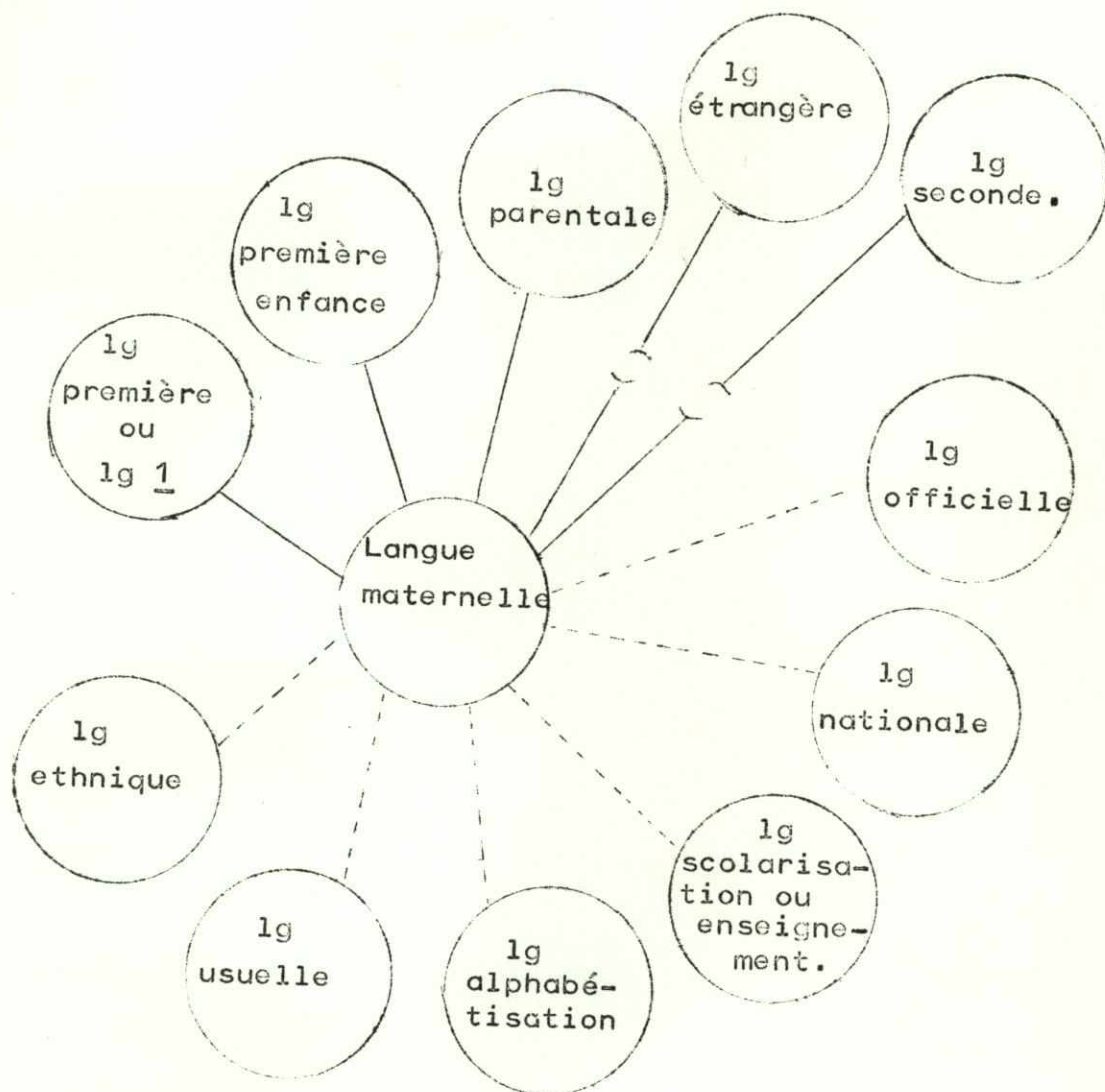 lg
étrangère
lg
seconde.
lg
parentale
lg
première
enfance
lg
première
ou
lg 1
lg
officielle
Langue
maternelle
lg
nationale
lg
ethnique
lg
scolarisa-
tion ou
enseigne-
ment.
lg
usuelle
lg
alphabé-
tisation